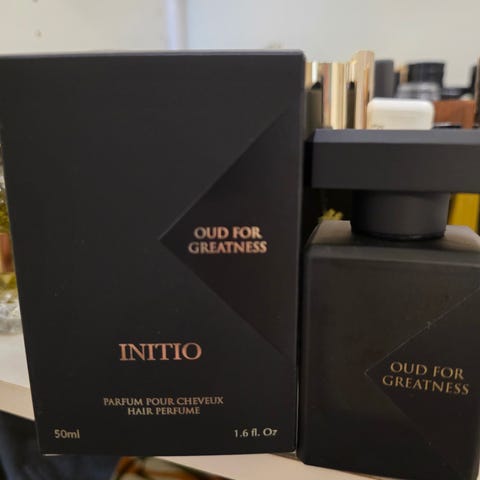 OUD FOR
GREATNESS
INITIO
PARFUM POUR CHEVEUX
HAIR PERFUME
50ml
1.6 fl. Oz
OUD FOR
GREATNESS